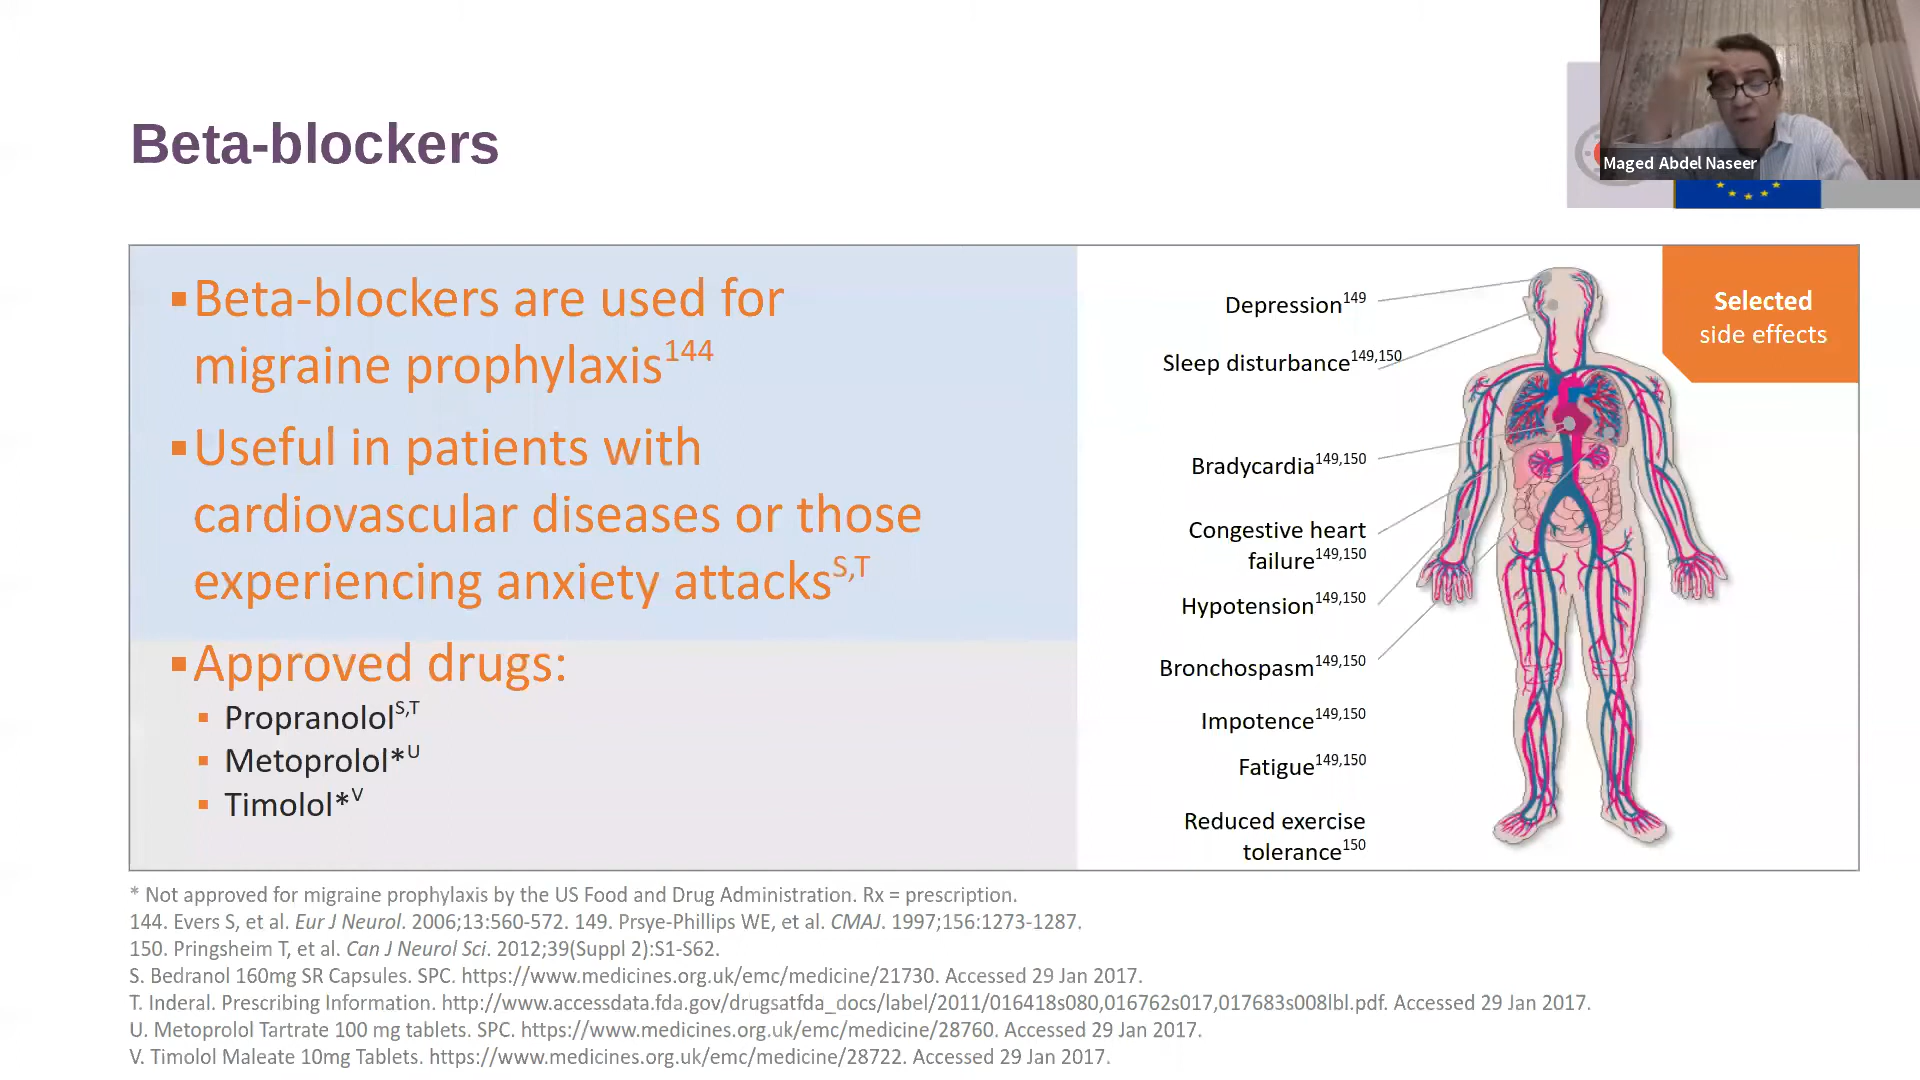 Maged Abdel Naseer
Beta-blockers
▪Beta-blockers are used for
migraine prophylaxis144
▪Useful in patients with
cardiovascular diseases or those
experiencing anxiety attacksS,T
▪Approved drugs:
▪ PropranololS,T
▪ Metoprolol*U
▪ Timolol*V
Selected
side effects
Depression149
Sleep disturbance149,150
Bradycardia149,150
Congestive heart
failure149,150
Hypotension149,150
Bronchospasm149,150
Impotence149,150
Fatigue149,150
Reduced exercise
tolerance150
* Not approved for migraine prophylaxis by the US Food and Drug Administration. Rx = prescription.
144. Evers S, et al. Eur J Neurol. 2006;13:560-572. 149. Prsye-Phillips WE, et al. CMAJ. 1997;156:1273-1287.
150. Pringsheim T, et al. Can J Neurol Sci. 2012;39(Suppl 2):S1-S62.
S. Bedranol 160mg SR Capsules. SPC. https://www.medicines.org.uk/emc/medicine/21730. Accessed 29 Jan 2017.
T. Inderal. Prescribing Information. http://www.accessdata.fda.gov/drugsatfda_docs/label/2011/016418s080,016762s017,017683s008lbl.pdf. Accessed 29 Jan 2017.
U. Metoprolol Tartrate 100 mg tablets. SPC. https://www.medicines.org.uk/emc/medicine/28760. Accessed 29 Jan 2017.
V. Timolol Maleate 10mg Tablets. https://www.medicines.org.uk/emc/medicine/28722. Accessed 29 Jan 2017.